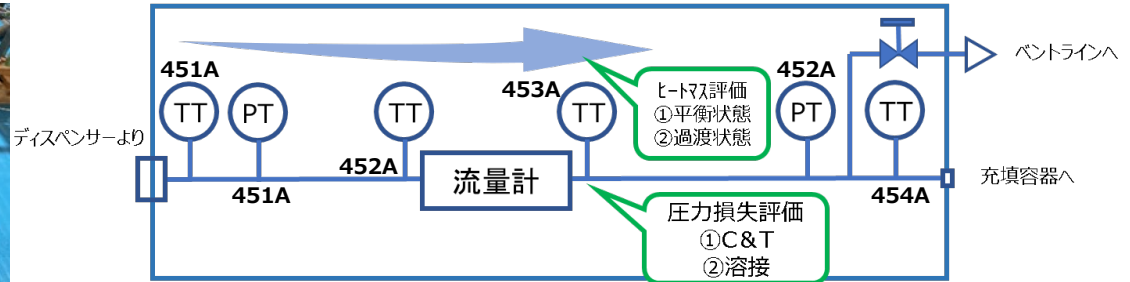 ベントラインへ
451A
452A
453A
TT
PT
TT
TT
PT
TT
ヒートマス評価
①平衡状態
②過渡状態
ディスペンサーより
451A
452A
流量計
454A
充填容器へ
圧力損失評価
①C&T
②溶接